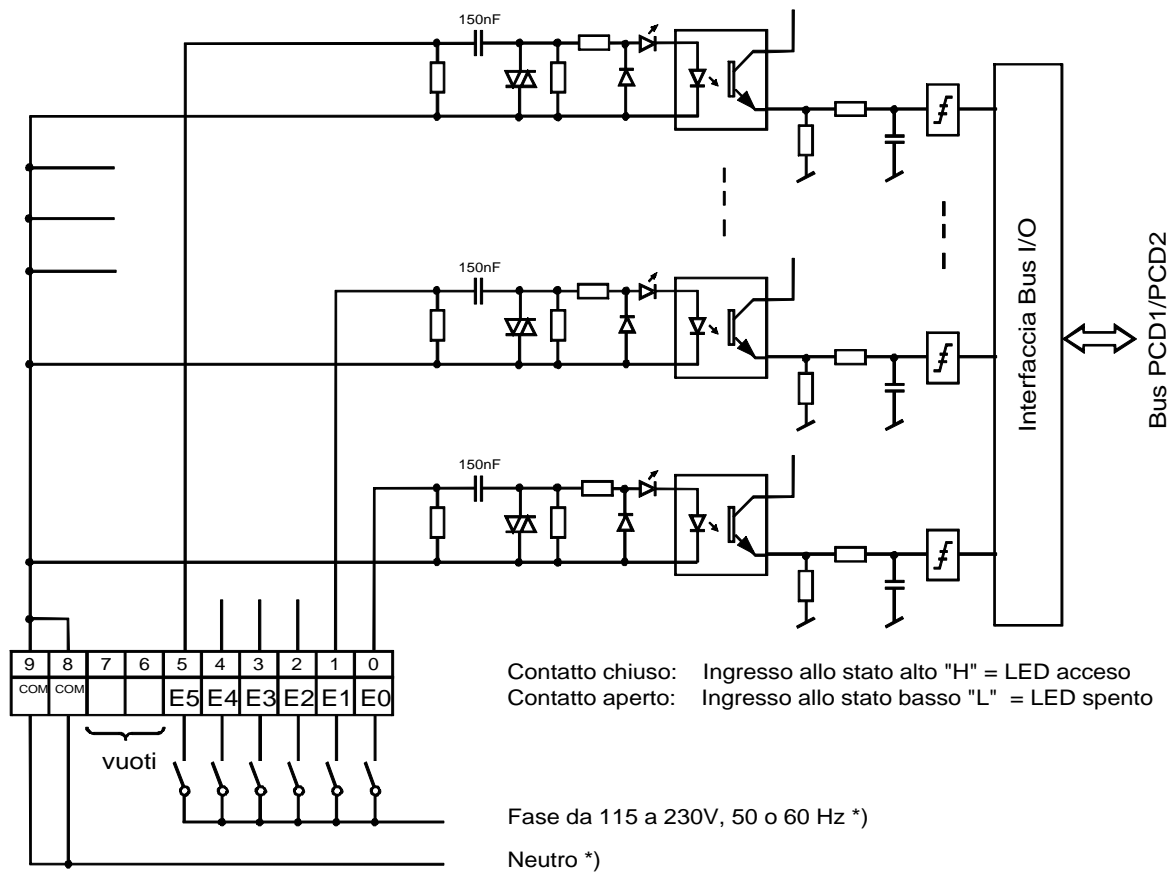 150nF
150nF
150nF
Interfaccia Bus I/O
Bus PCD1/PCD2
9 8 7 6 5 4 3 2 1 0
COM COM E5 E4 E3 E2 E1 E0
vuoti
Contatto chiuso: Ingresso allo stato alto "H" = LED acceso
Contatto aperto: Ingresso allo stato basso "L" = LED spento
Fase da 115 a 230V, 50 o 60 Hz *)
Neutro *)